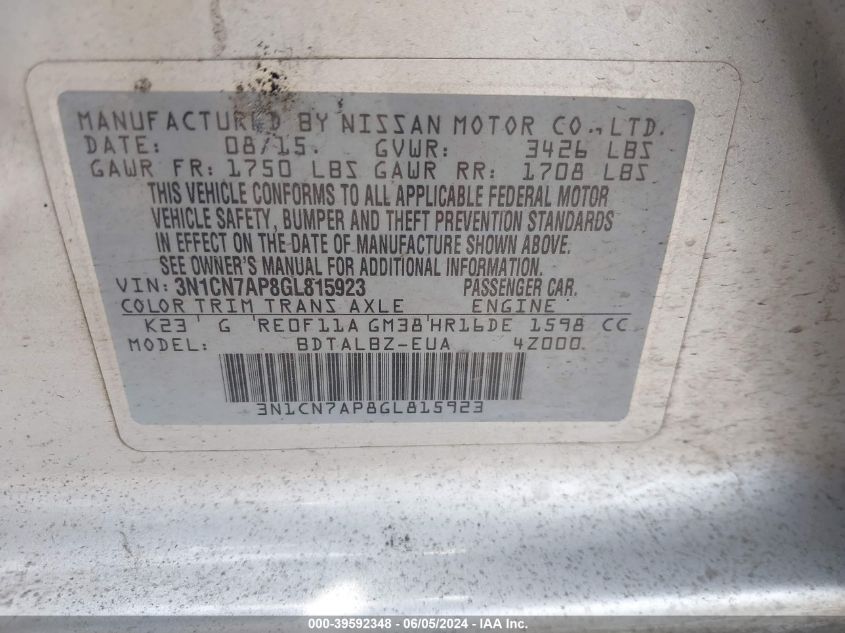 MANUFACTURED BY NISSAN MOTOR CO., LTD.
DATE: 08/15. GVWR: 3426 LBS
GAWR FR: 1750 LBS GAWR RR: 1708 LBS
THIS VEHICLE CONFORMS TO ALL APPLICABLE FEDERAL MOTOR
VEHICLE SAFETY, BUMPER AND THEFT PREVENTION STANDARDS
IN EFFECT ON THE DATE OF MANUFACTURE SHOWN ABOVE.
SEE OWNER'S MANUAL FOR ADDITIONAL INFORMATION.
VIN: 3N1CN7AP8GL815923 PASSENGER CAR.
COLOR TRIM TRANS AXLE ENGINE
K23 ' G ' RE0F11A GM38 'HR16DE 1598 CC
MODEL: BDTALBZ-EUA 4Z000
3N1CN7AP8GL815923
000-39592348 - 06/05/2024 - IAA Inc.